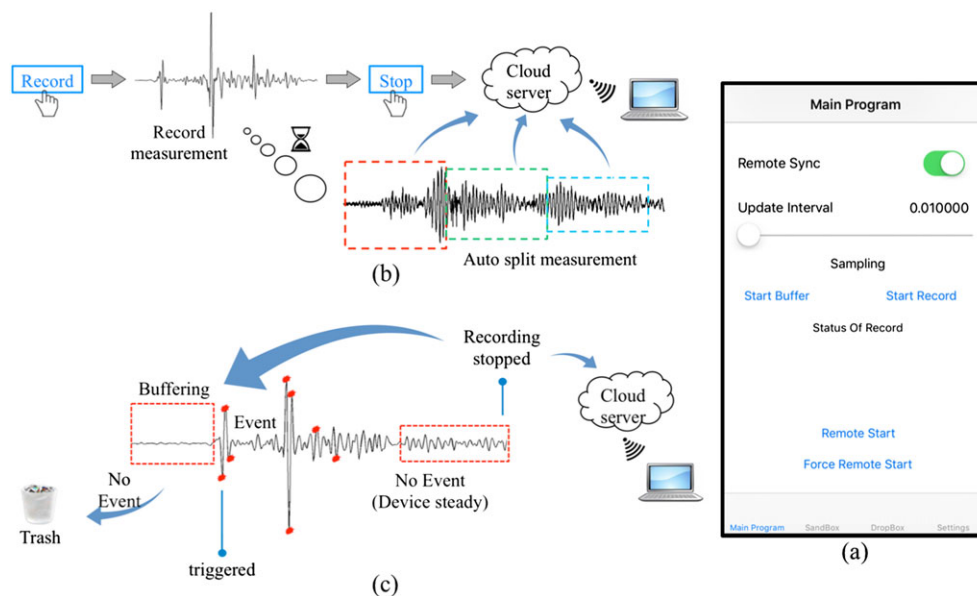 Record
Record
measurement
Stop
Cloud
server
Auto split measurement
(b)
Recording
stopped
Buffering
Event
Cloud
server
No
Event
No Event
(Device steady)
Trash
triggered
(c)
Main Program
Remote Sync
Update Interval 0.010000
Sampling
Start Buffer Start Record
Status Of Record
Remote Start
Force Remote Start
Main Program SandBox DropBox Settings
(a)